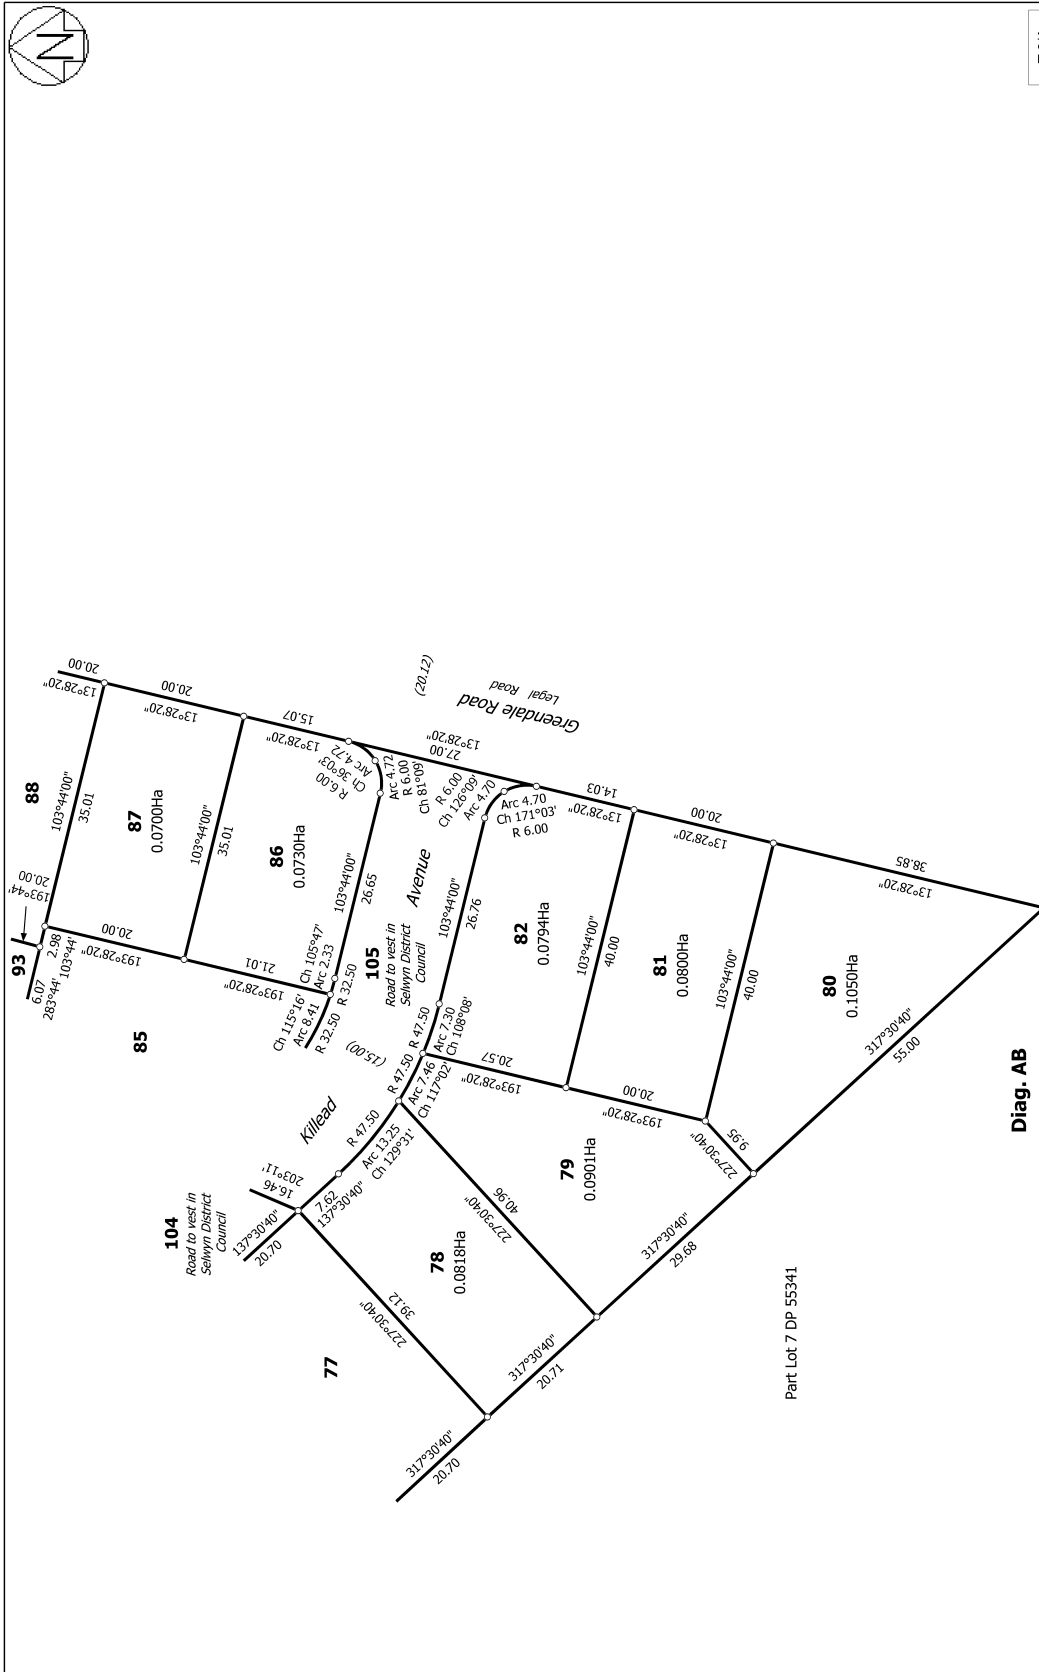 N
88
103°44'00"
35.01
20.00
13°28'20"
193°44'
20.00
93
6.07
283°44'
2.98
103°44'
87
0.0700Ha
20.00
13°28'20"
20.00
193°28'20"
103°44'00"
35.01
85
86
0.0730Ha
15.07
13°28'20"
21.01
193°28'20"
103°44'00"
26.65
Arc 4.72
Ch 36°03'
R 6.00
Arc 4.72
R 6.00
Ch 81°09'
Ch 105°47'
Arc 2.33
R 32.50
Ch 115°16'
Arc 8.41
R 32.50
(15.00)
105
Road to vest in
Selwyn District
Council
Killead
Avenue
(20.12)
Greendale Road
Legal Road
27.00
13°28'20"
R 6.00
Ch 126°09'
Arc 4.70
Arc 4.70
Ch 171°03'
R 6.00
103°44'00"
26.76
R 47.50
Arc 7.30
Ch 108°08'
R 47.50
Arc 7.46
Ch 117°02'
R 47.50
Arc 13.25
Ch 129°31'
82
0.0794Ha
14.03
13°28'20"
20.57
193°28'20"
103°44'00"
40.00
81
0.0800Ha
20.00
13°28'20"
20.00
193°28'20"
103°44'00"
40.00
80
0.1050Ha
38.85
13°28'20"
317°30'40"
55.00
9.95
227°30'40"
79
0.0901Ha
317°30'40"
29.68
40.96
227°30'40"
104
Road to vest in
Selwyn District
Council
16.46
203°11'
137°30'40"
20.70
7.62
137°30'40"
78
0.0818Ha
39.12
227°30'40"
317°30'40"
20.71
77
317°30'40"
20.70
Part Lot 7 DP 55341
Diag. AB